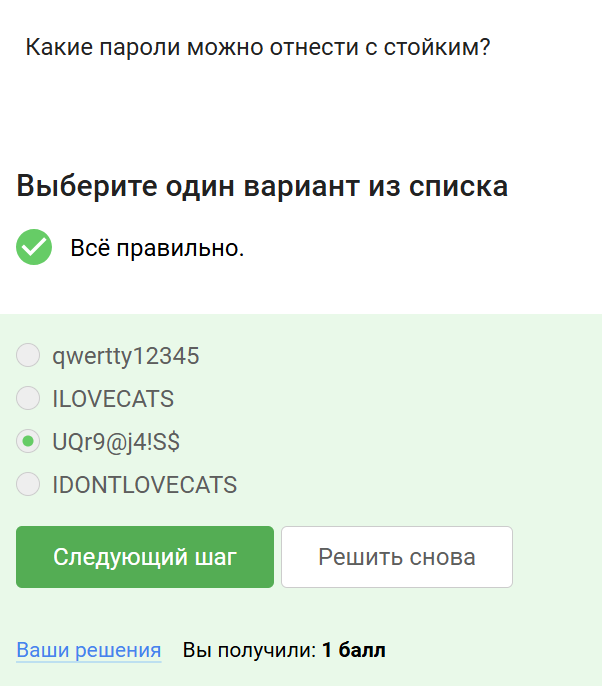 Какие пароли можно отнести с стойким?
Выберите один вариант из списка
Всё правильно.
qwertty12345
ILOVECATS
UQr9@j4!S$
IDONTLOVECATS
Следующий шаг Решить снова
Ваши решения Вы получили: 1 балл